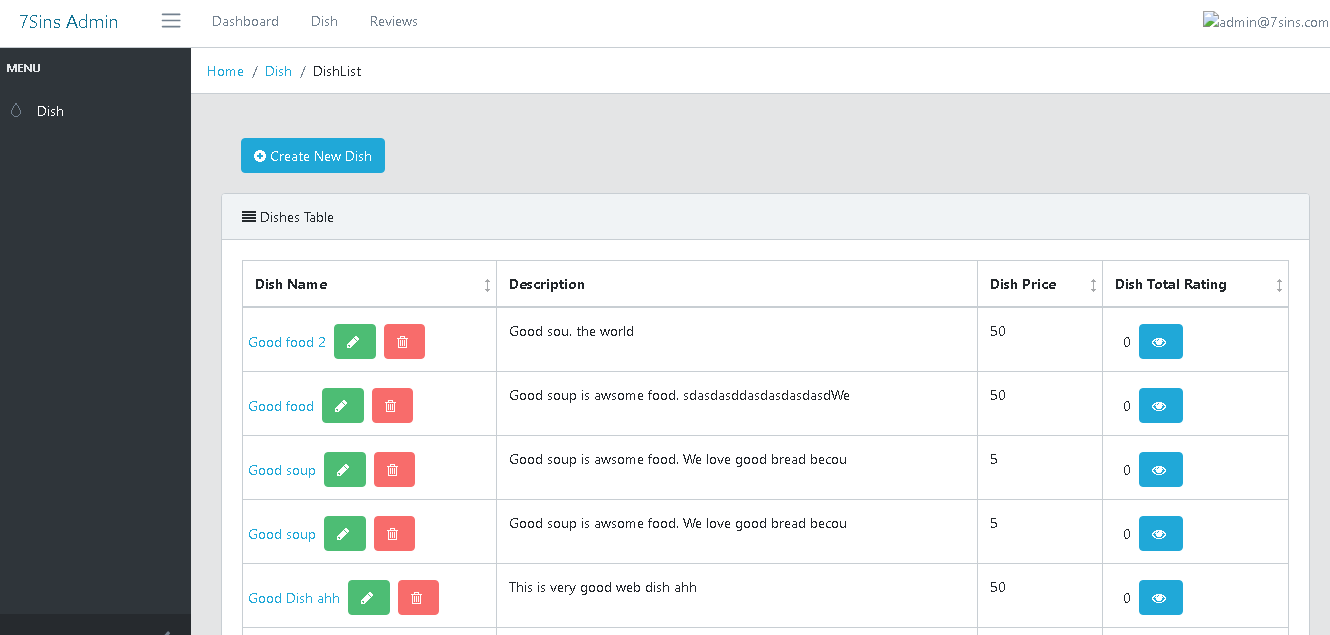 7Sins Admin
Dashboard Dish Reviews
admin@7sins.com
MENU
Dish
Home / Dish / DishList
Create New Dish
Dishes Table
Dish Name Description Dish Price Dish Total Rating
Good food 2 Good sou. the world 50 0
Good food Good soup is awsome food. sdasdasddasdasdasdasdWe 50 0
Good soup Good soup is awsome food. We love good bread becou 5 0
Good soup Good soup is awsome food. We love good bread becou 5 0
Good Dish ahh This is very good web dish ahh 50 0